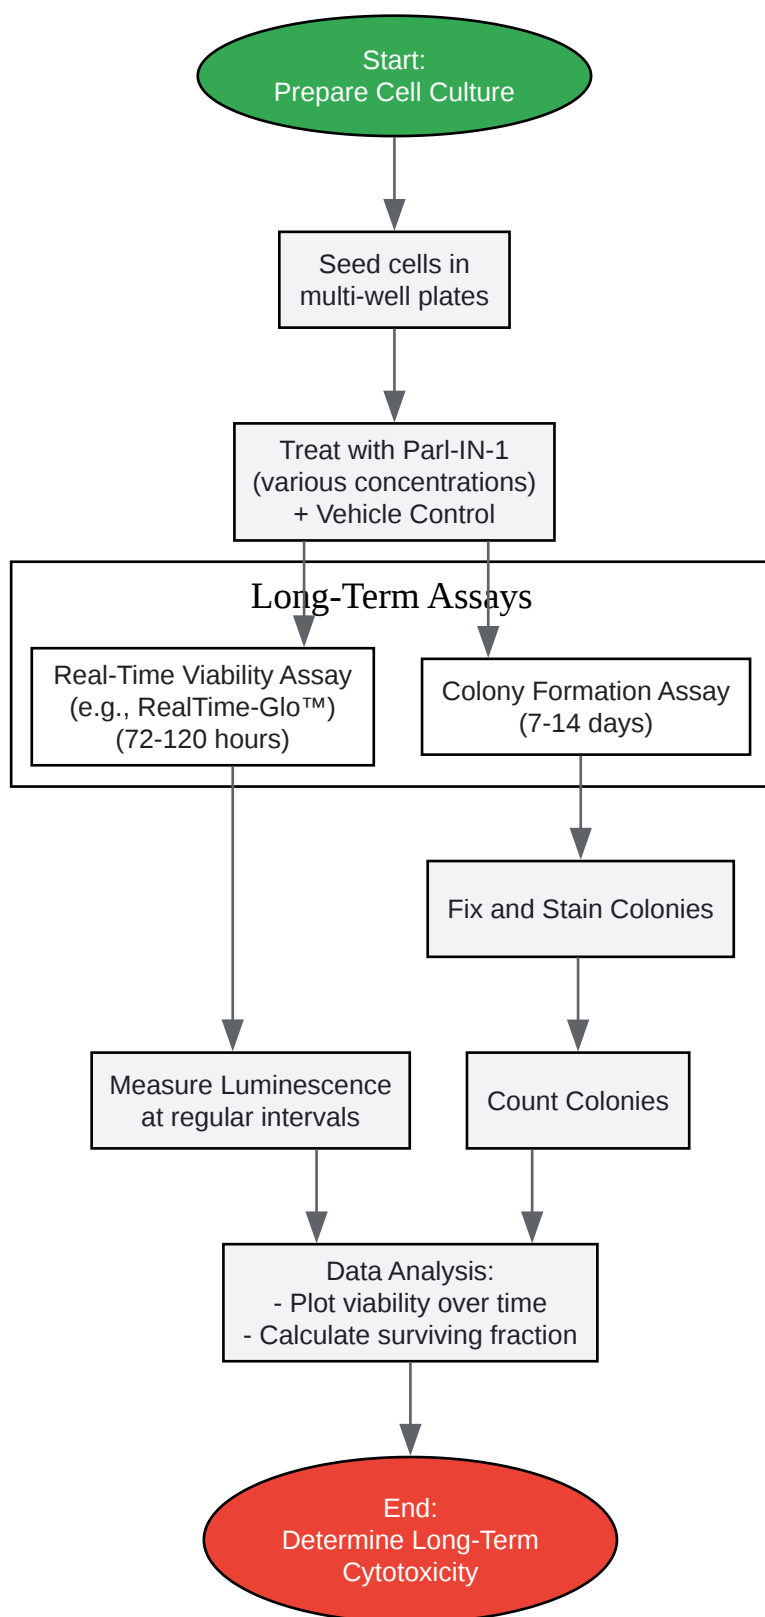 Start:
Prepare Cell Culture
Seed cells in
multi-well plates
Treat with Parl-IN-1
(various concentrations)
+ Vehicle Control
Long-Term Assays
Real-Time Viability Assay
(e.g., RealTime-Glo™)
(72-120 hours)
Colony Formation Assay
(7-14 days)
Fix and Stain Colonies
Measure Luminescence
at regular intervals
Count Colonies
Data Analysis:
- Plot viability over time
- Calculate surviving fraction
End:
Determine Long-Term
Cytotoxicity